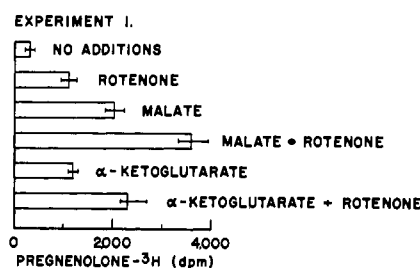 EXPERIMENT I.
NO ADDITIONS
ROTENONE
MALATE
MALATE • ROTENONE
α-KETOGLUTARATE
α-KETOGLUTARATE + ROTENONE
0 2,000 4,000
PREGNENOLONE-³H (dpm)